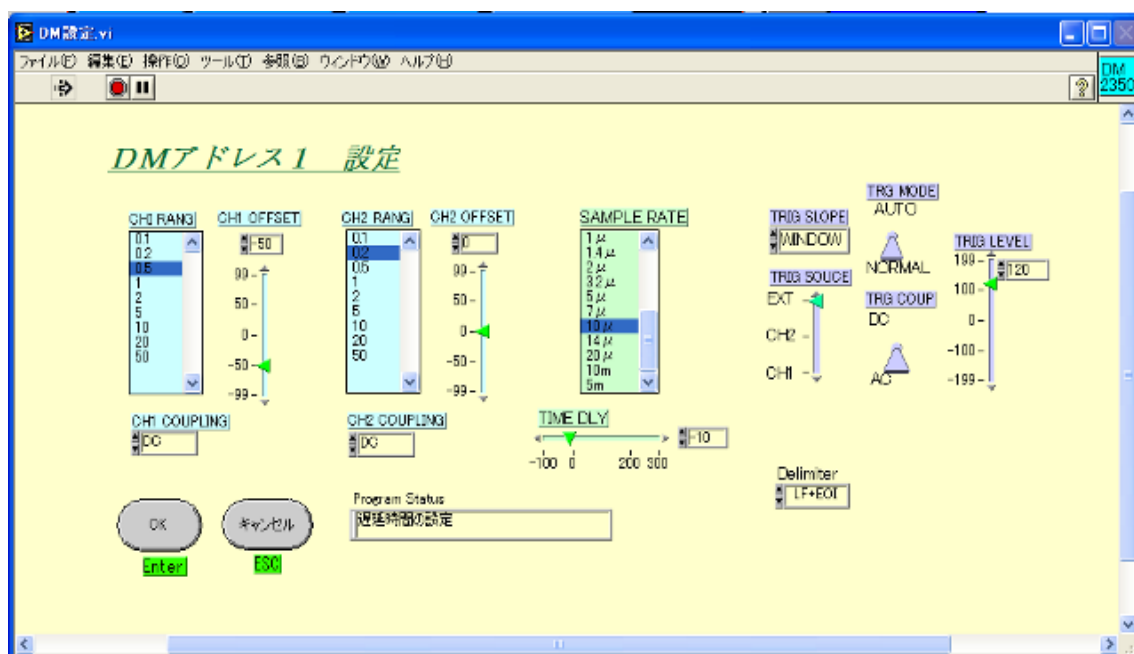 DM設定.vi
ファイル(F) 編集(E) 操作(O) ツール(T) 参照(B) ウィンドウ(W) ヘルプ(H)
DM
2350
DMアドレス1 設定
CH1 RANG
0.1
0.2
0.5
1
2
5
10
20
50
CH1 OFFSET
-50
99
50
0
-50
-99
CH2 RANG
0.1
0.2
0.5
1
2
5
10
20
50
CH2 OFFSET
0
99
50
0
-50
-99
SAMPLE RATE
1μ
1.4μ
2μ
3.2μ
5μ
7μ
10μ
14μ
20μ
10m
5m
TRIG SLOPE
WINDOW
TRIG SOUCE
EXT
CH2
CH1
TRG MODE
AUTO
NORMAL
TRG COUP
DC
AC
TRIG LEVEL
120
199
100
0
-100
-199
CH1 COUPLING
DC
CH2 COUPLING
DC
TIME DLY
-10
-100 0 200 300
Delimiter
LF+EOI
OK
Enter
キャンセル
ESC
Program Status
遅延時間の設定